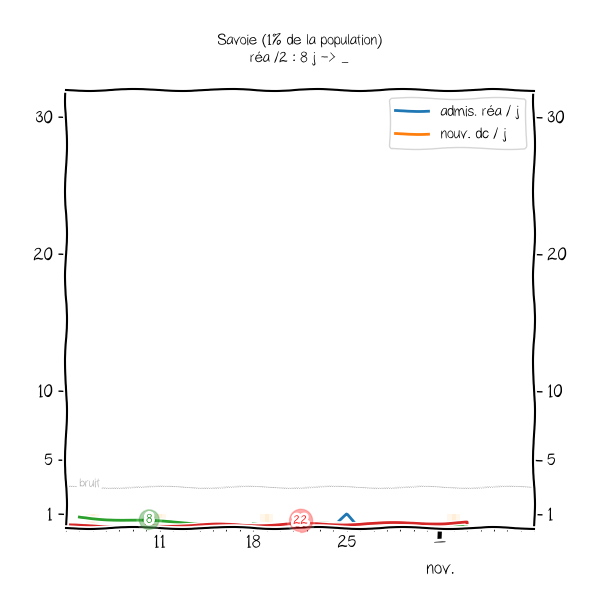 Savoie (1% de la population)
réa /2 : 8 j -> _
admis. réa / j
nouv. dc / j
30
30
20
20
10
10
5
5
bruit
1
8
22
1
11
18
25
1
nov.